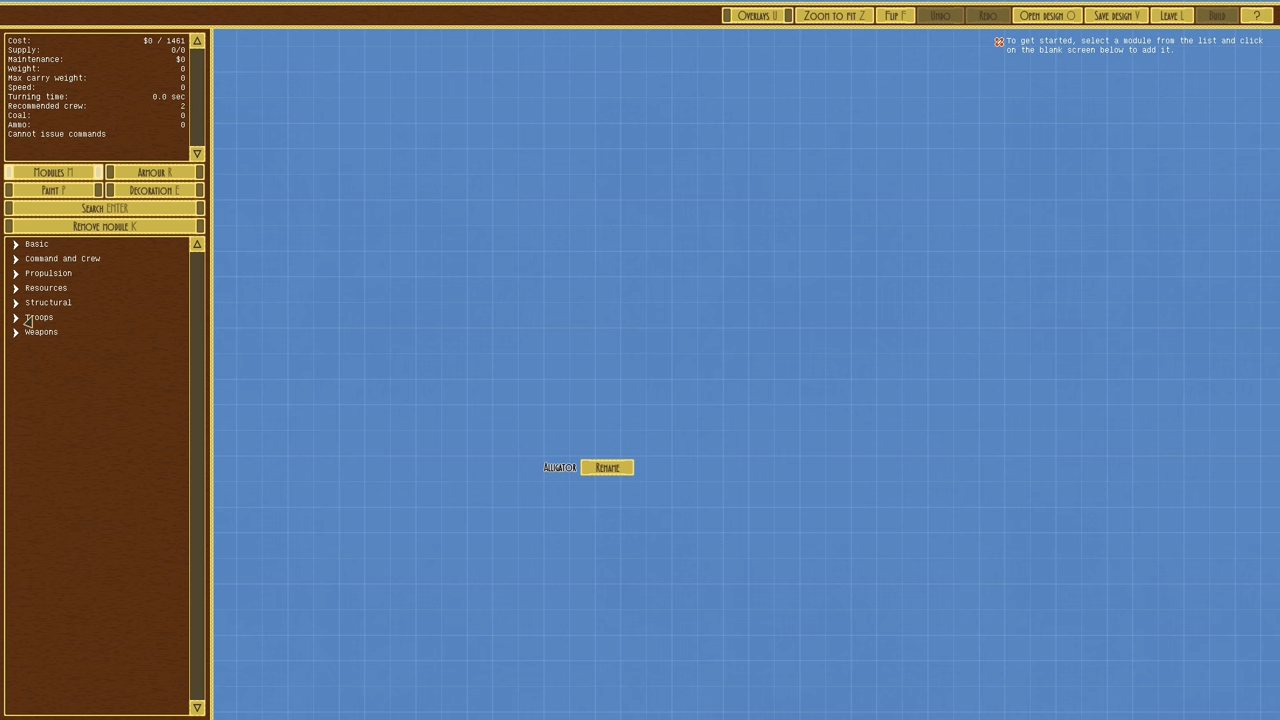 Overlays U
Zoom to fit Z
Flip F
Undo
Redo
Open design O
Save design V
Leave L
Build
?
Cost: $0 / 1461
Supply: 0/0
Maintenance: $0
Weight: 0
Max carry weight: 0
Speed: 0
Turning time: 0.0 sec
Recommended crew: 2
Coal: 0
Ammo: 0
Cannot issue commands
To get started, select a module from the list and click
on the blank screen below to add it.
Modules M
Armour R
Paint P
Decoration E
Search ENTER
Remove module K
Basic
Command and Crew
Propulsion
Resources
Structural
Troops
Weapons
Alligator
Rename